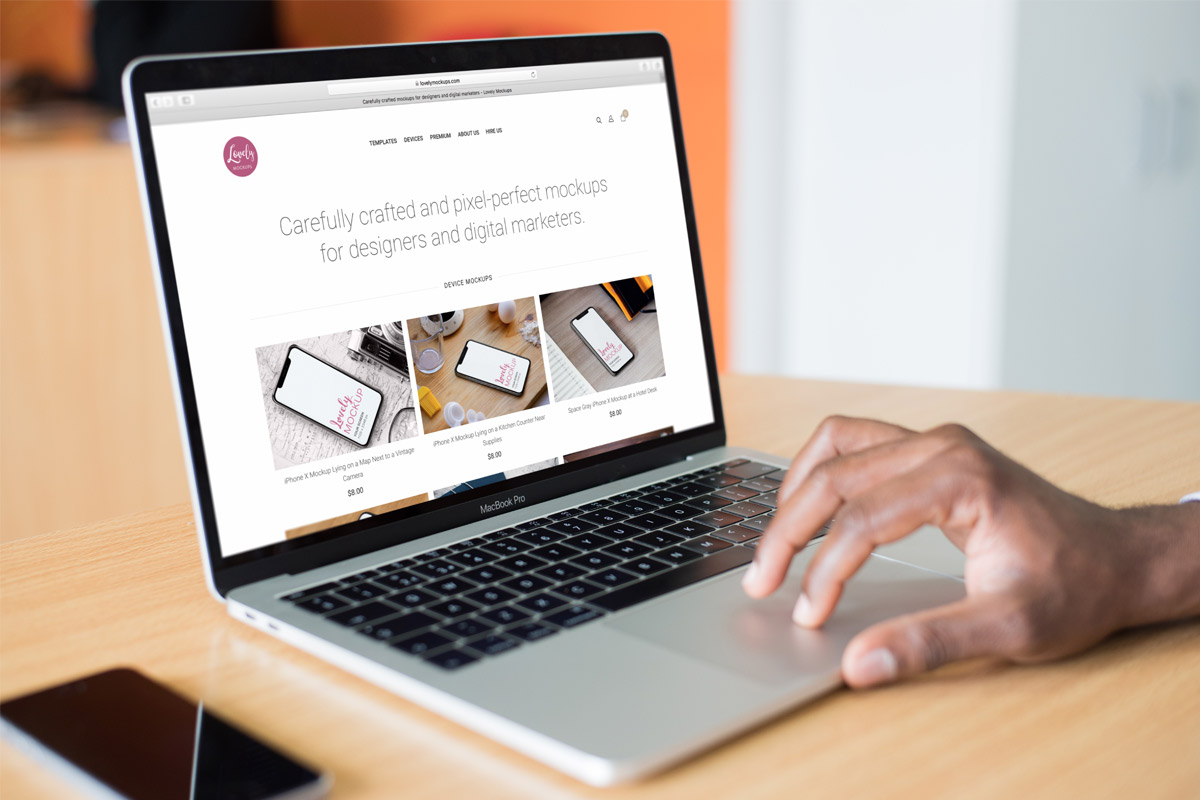 lovelymockups.com
Carefully crafted mockups for designers and digital marketers - Lovely Mockups
Lovely
MOCKUPS
TEMPLATES DEVICES PREMIUM ABOUT US HIRE US
Carefully crafted and pixel-perfect mockups
for designers and digital marketers.
DEVICE MOCKUPS
Lovely
MOCKUP
Lovely
MOCKUP
Lovely
MOCKUP
iPhone X Mockup Lying on a Map Next to a Vintage
Camera
$8.00
iPhone X Mockup Lying on a Kitchen Counter Near
Supplies
$8.00
Space Grey iPhone X Mockup at a Hotel Desk
$8.00
MacBook Pro